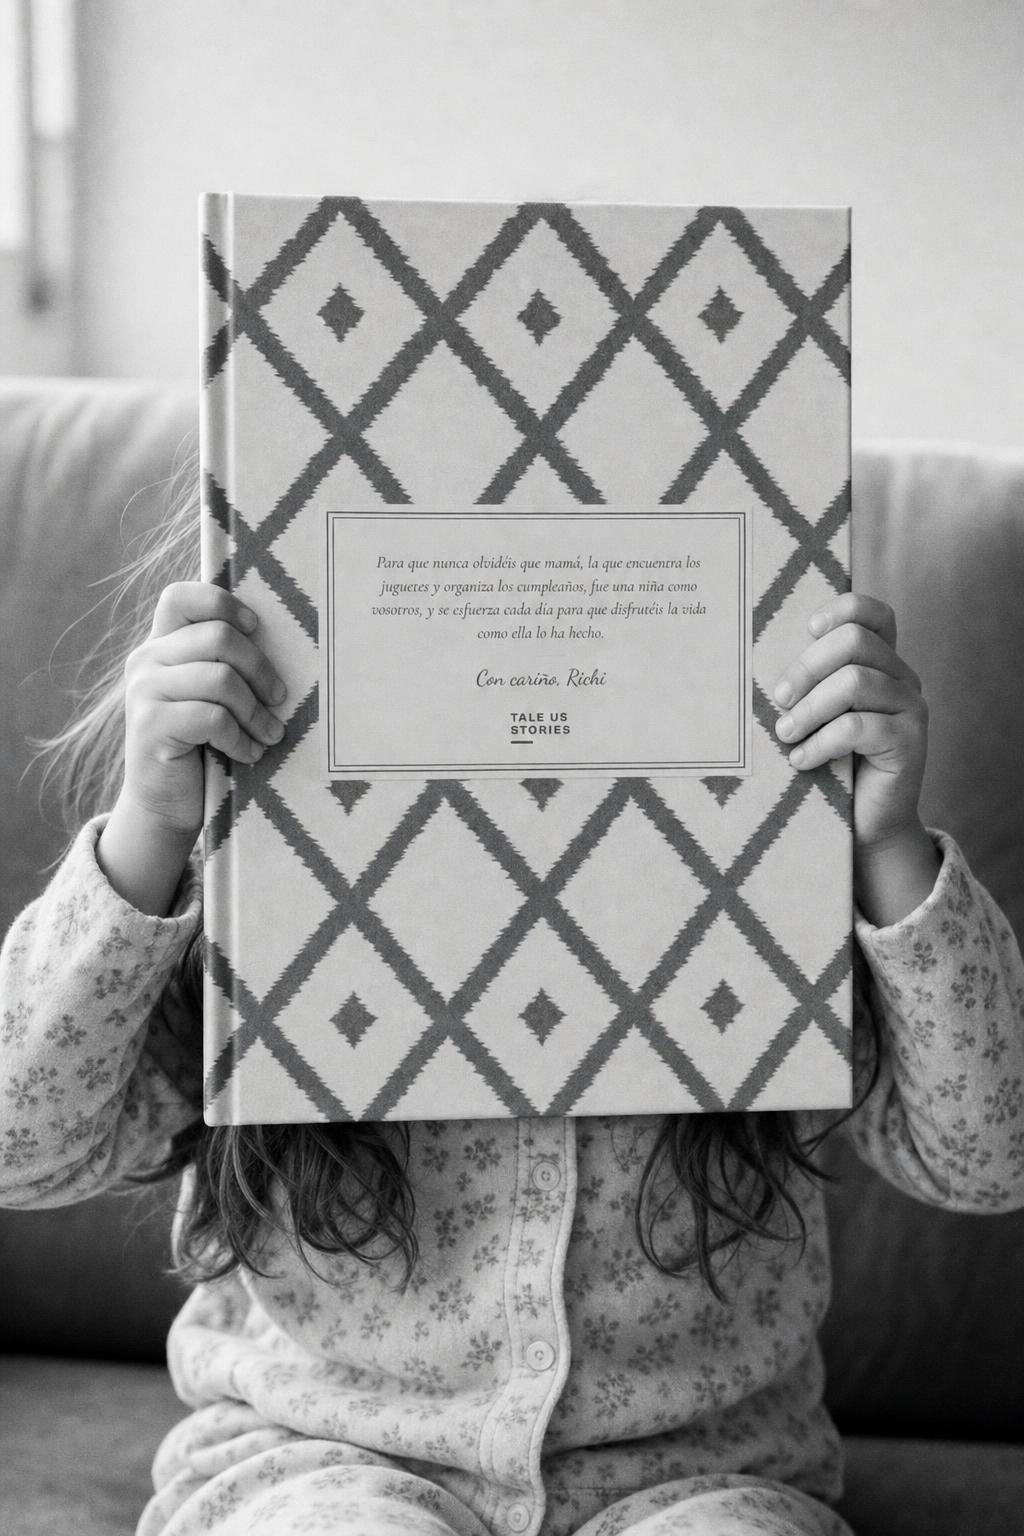 Para que nunca olvidéis que mamá, la que encuentra los
juguetes y organiza los cumpleaños, fue una niña como
vosotros, y se esfuerza cada día para que disfrutéis la vida
como ella lo ha hecho.
Con cariño, Richi
TALE US
STORIES